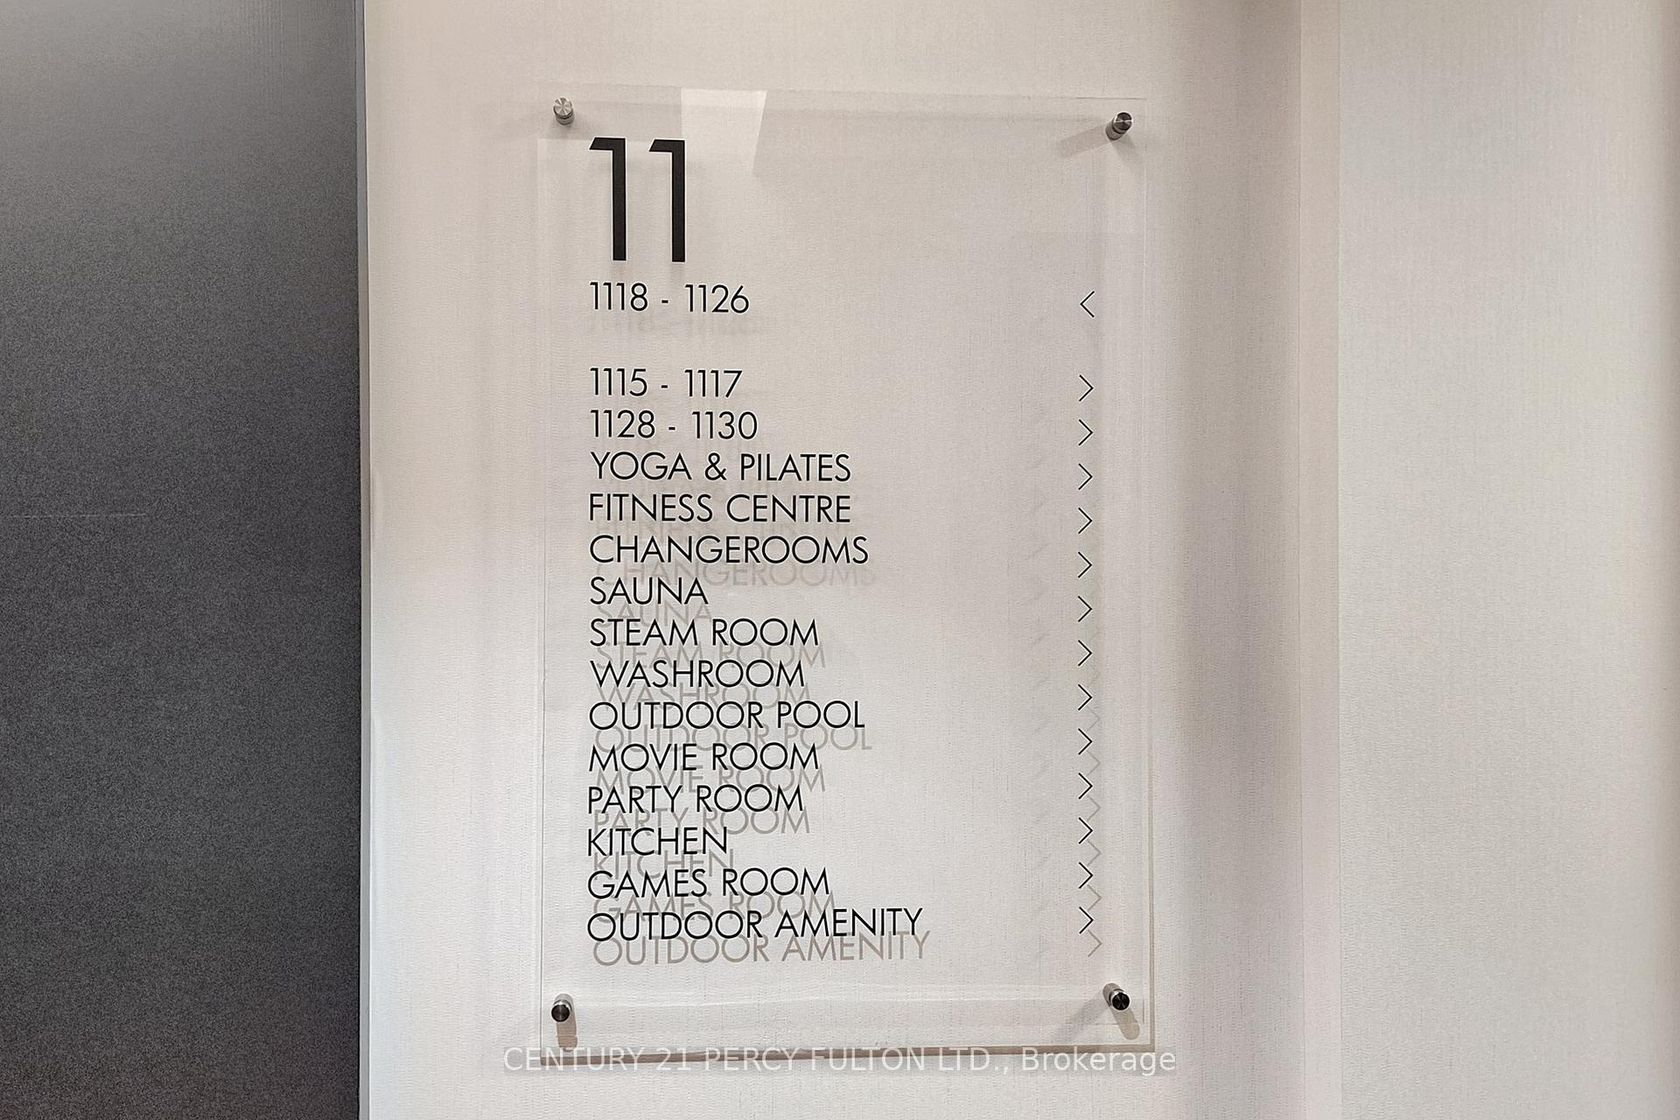 11
1118 - 1126 <
1115 - 1117 >
1128 - 1130 >
YOGA & PILATES >
FITNESS CENTRE >
CHANGEROOMS >
SAUNA >
STEAM ROOM >
WASHROOM >
OUTDOOR POOL >
MOVIE ROOM >
PARTY ROOM >
KITCHEN >
GAMES ROOM >
OUTDOOR AMENITY >
CENTURY 21 PERCY FULTON LTD., Brokerage